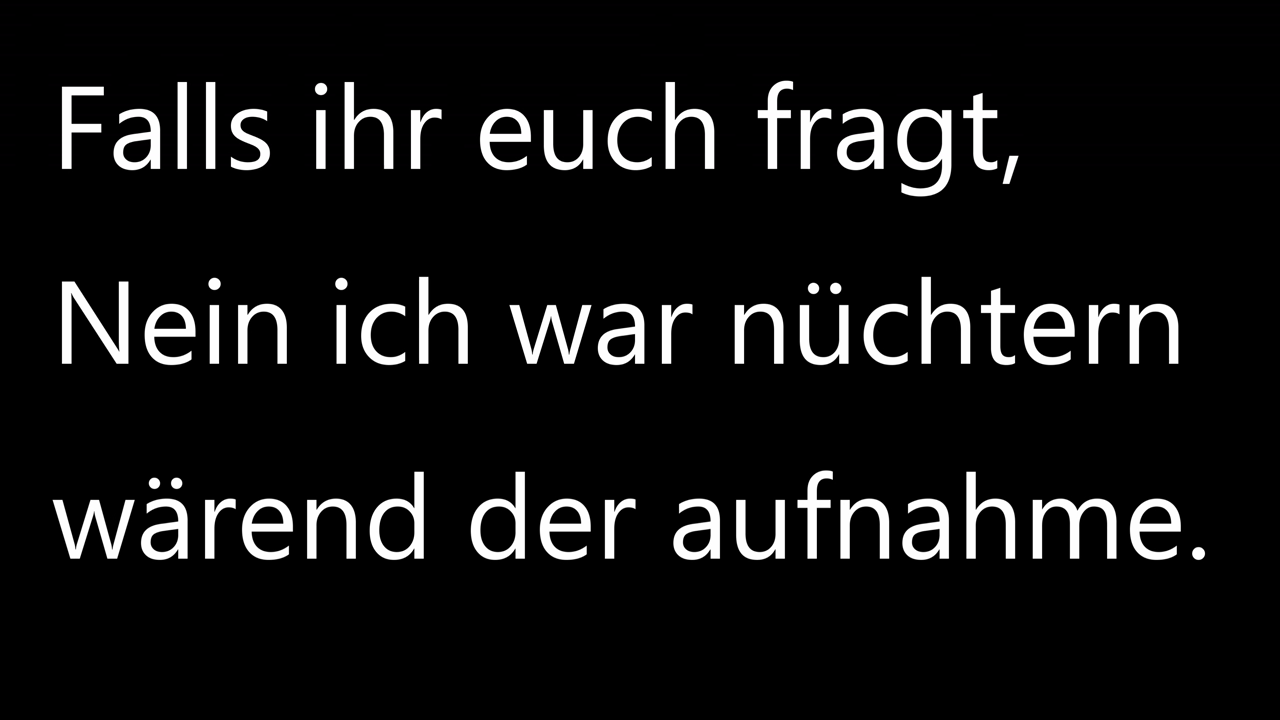 Falls ihr euch fragt,
Nein ich war nüchtern
wärend der aufnahme.